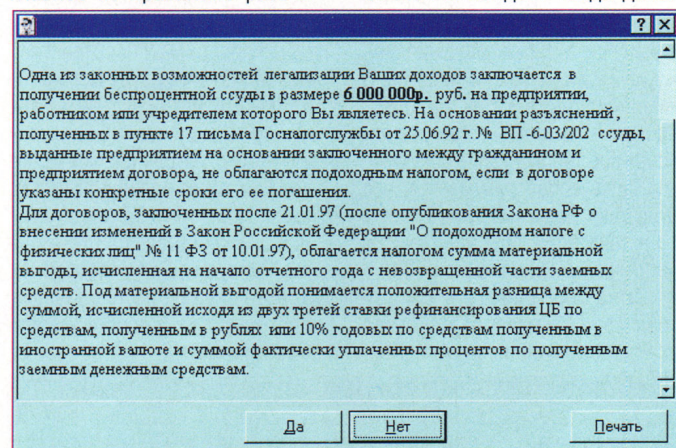 Одна из законных возможностей легализации Ваших доходов заключается в
получении беспроцентной ссуды в размере 6 000 000р. руб. на предприятии,
работником или учредителем которого Вы являетесь. На основании разъяснений ,
полученных в пункте 17 письма Госналогслужбы от 25.06.92 г. № ВП -6-03/202 ссуды,
выданные предприятием на основании заключенного между гражданином и
предприятием договора, не облагаются подоходным налогом, если в договоре
указаны конкретные сроки его ее погашения.
Для договоров, заключенных после 21.01.97 (после опубликования Закона РФ о
внесении изменений в Закон Российской Федерации "О подоходном налоге с
физических лиц" № 11 ФЗ от 10.01.97), облагается налогом сумма материальной
выгоды, исчисленная на начало отчетного года с невозвращенной части заемных
средств. Под материальной выгодой понимается положительная разница между
суммой, исчисленной исходя из двух третей ставки рефинансирования ЦБ по
средствам, полученным в рублях или 10% годовых по средствам полученным в
иностранной валюте и суммой фактически уплаченных процентов по полученным
заемным денежным средствам.
Да Нет Печать